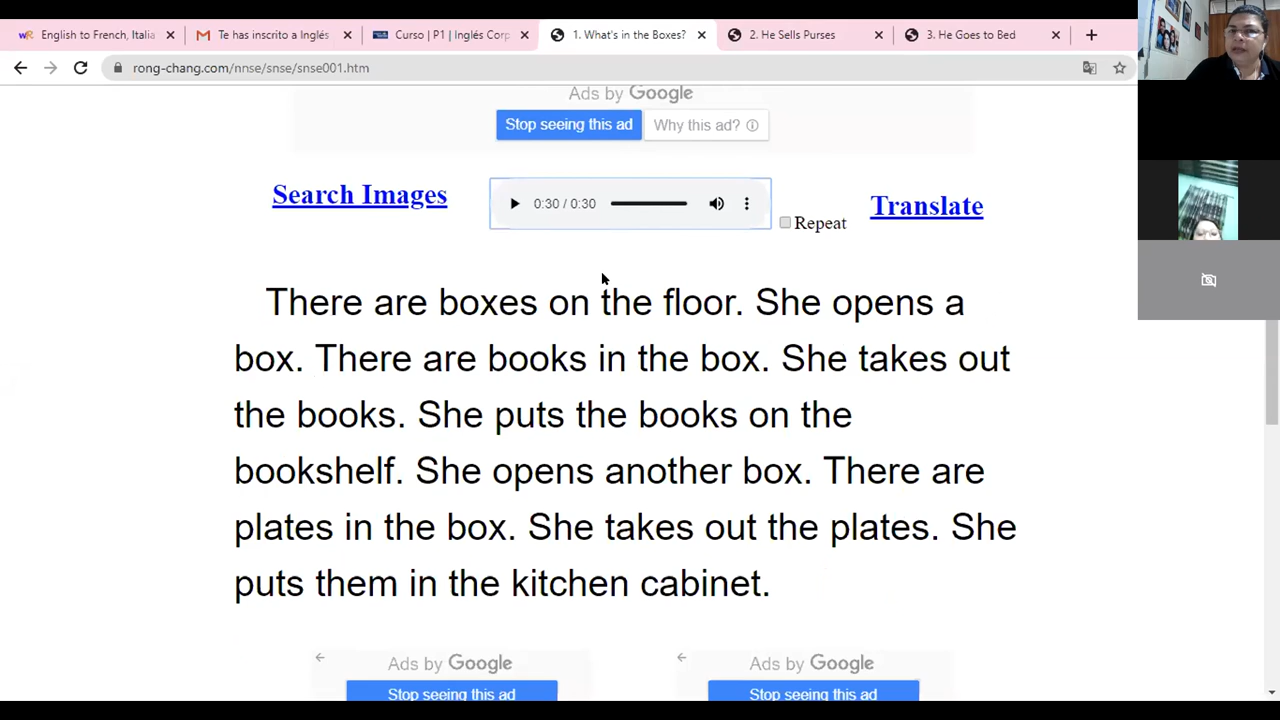 English to French, Italia
Te has inscrito a Inglés
Curso | P1 | Inglés Corp
1. What's in the Boxes?
2. He Sells Purses
3. He Goes to Bed
rong-chang.com/nnse/snse/snse001.htm
Ads by Google
Stop seeing this ad
Why this ad?
Search Images
0:30 / 0:30
Repeat
Translate
There are boxes on the floor. She opens a
box. There are books in the box. She takes out
the books. She puts the books on the
bookshelf. She opens another box. There are
plates in the box. She takes out the plates. She
puts them in the kitchen cabinet.
Ads by Google
Stop seeing this ad
Ads by Google
Stop seeing this ad